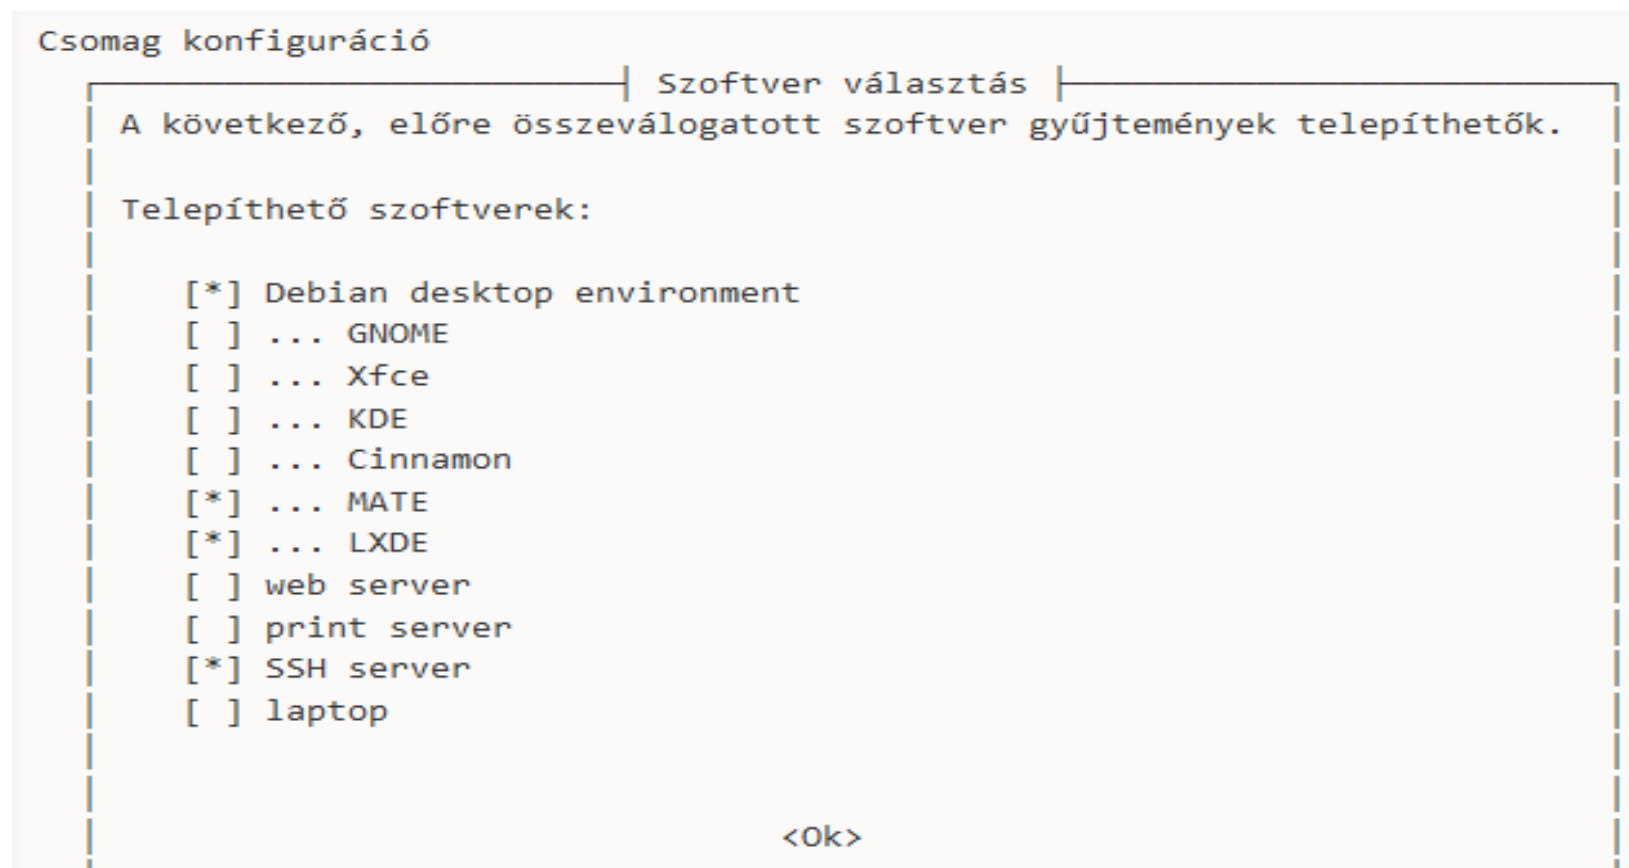 Csomag konfiguráció
Szoftver választás
A következő, előre összeválogatott szoftver gyűjtemények telepíthetők.
Telepíthető szoftverek:
[*] Debian desktop environment
[ ] ... GNOME
[ ] ... Xfce
[ ] ... KDE
[ ] ... Cinnamon
[*] ... MATE
[*] ... LXDE
[ ] web server
[ ] print server
[*] SSH server
[ ] laptop
<Ok>